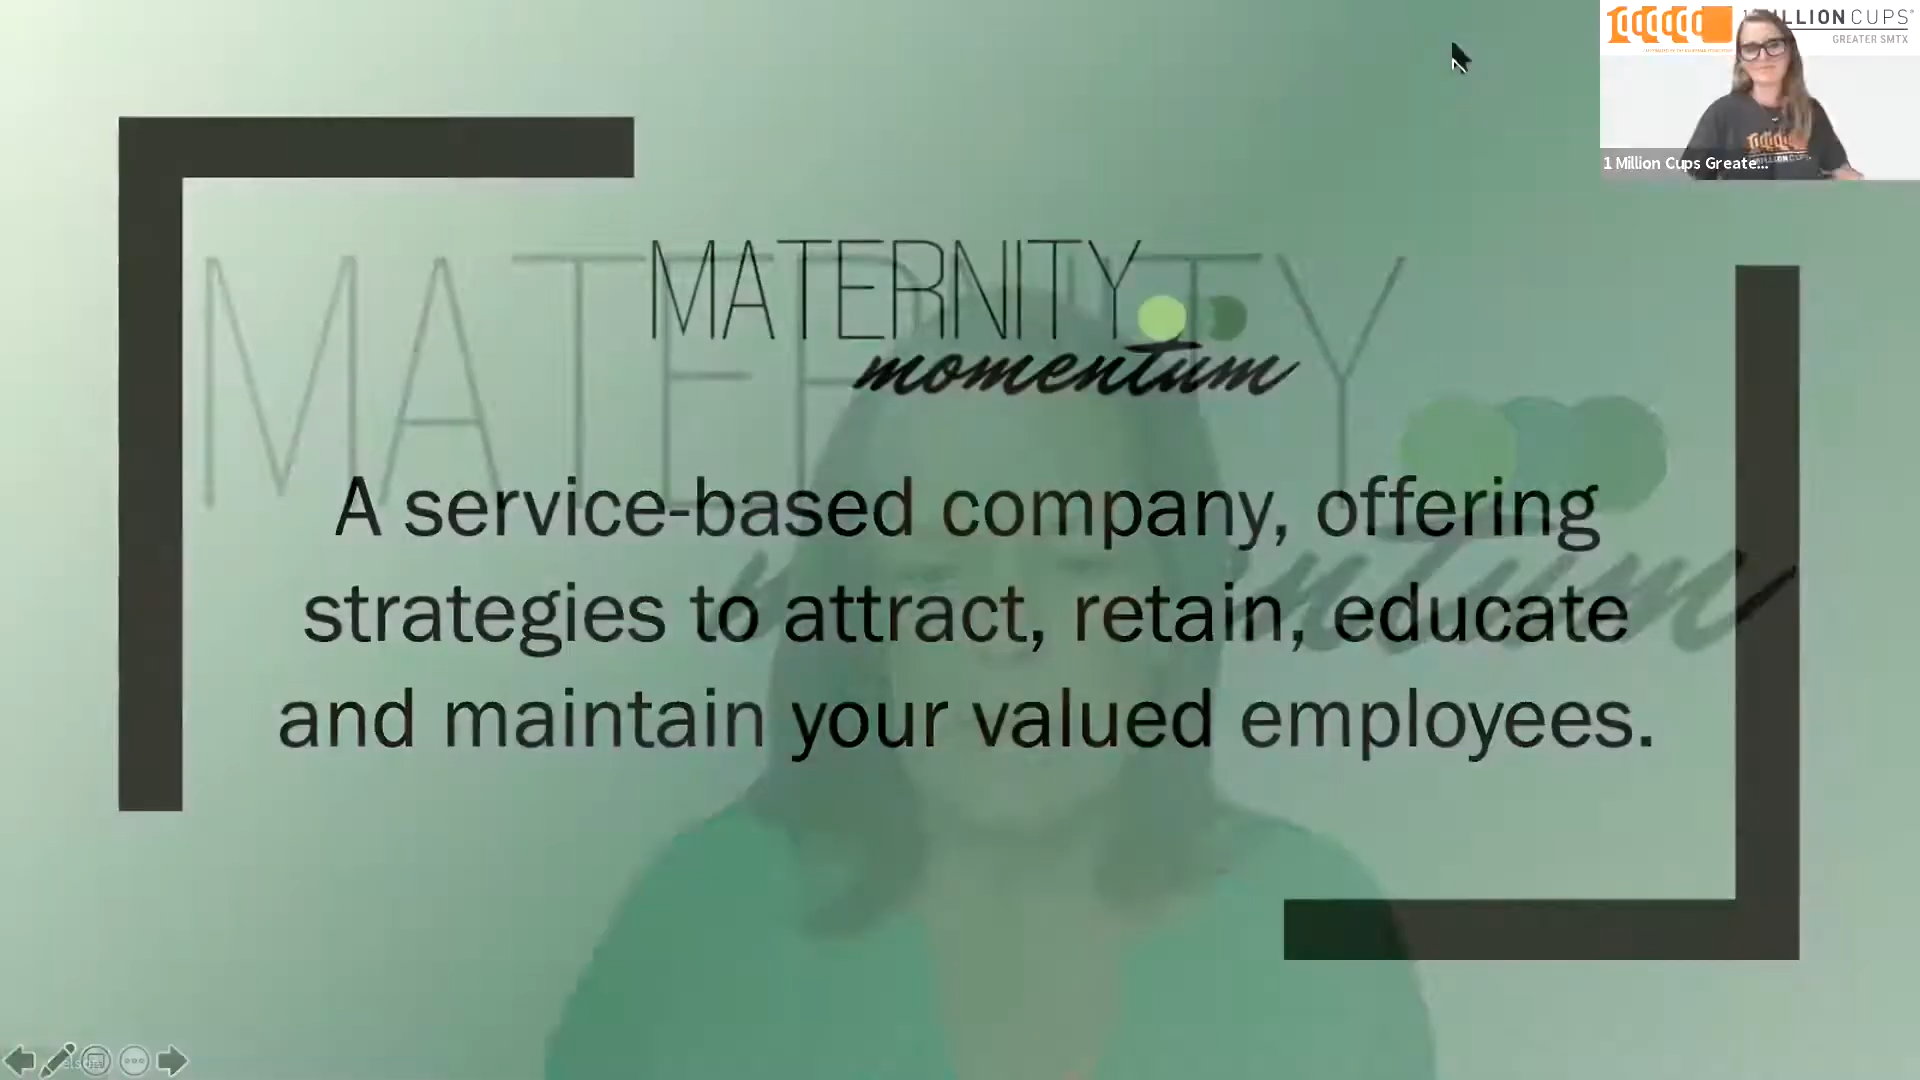 MILLION CUPS
GREATER SMTX
1 Million Cups Greate...
MATERNITY
momentum
MATERNITY
A service-based company, offering
strategies to attract, retain, educate
and maintain your valued employees.